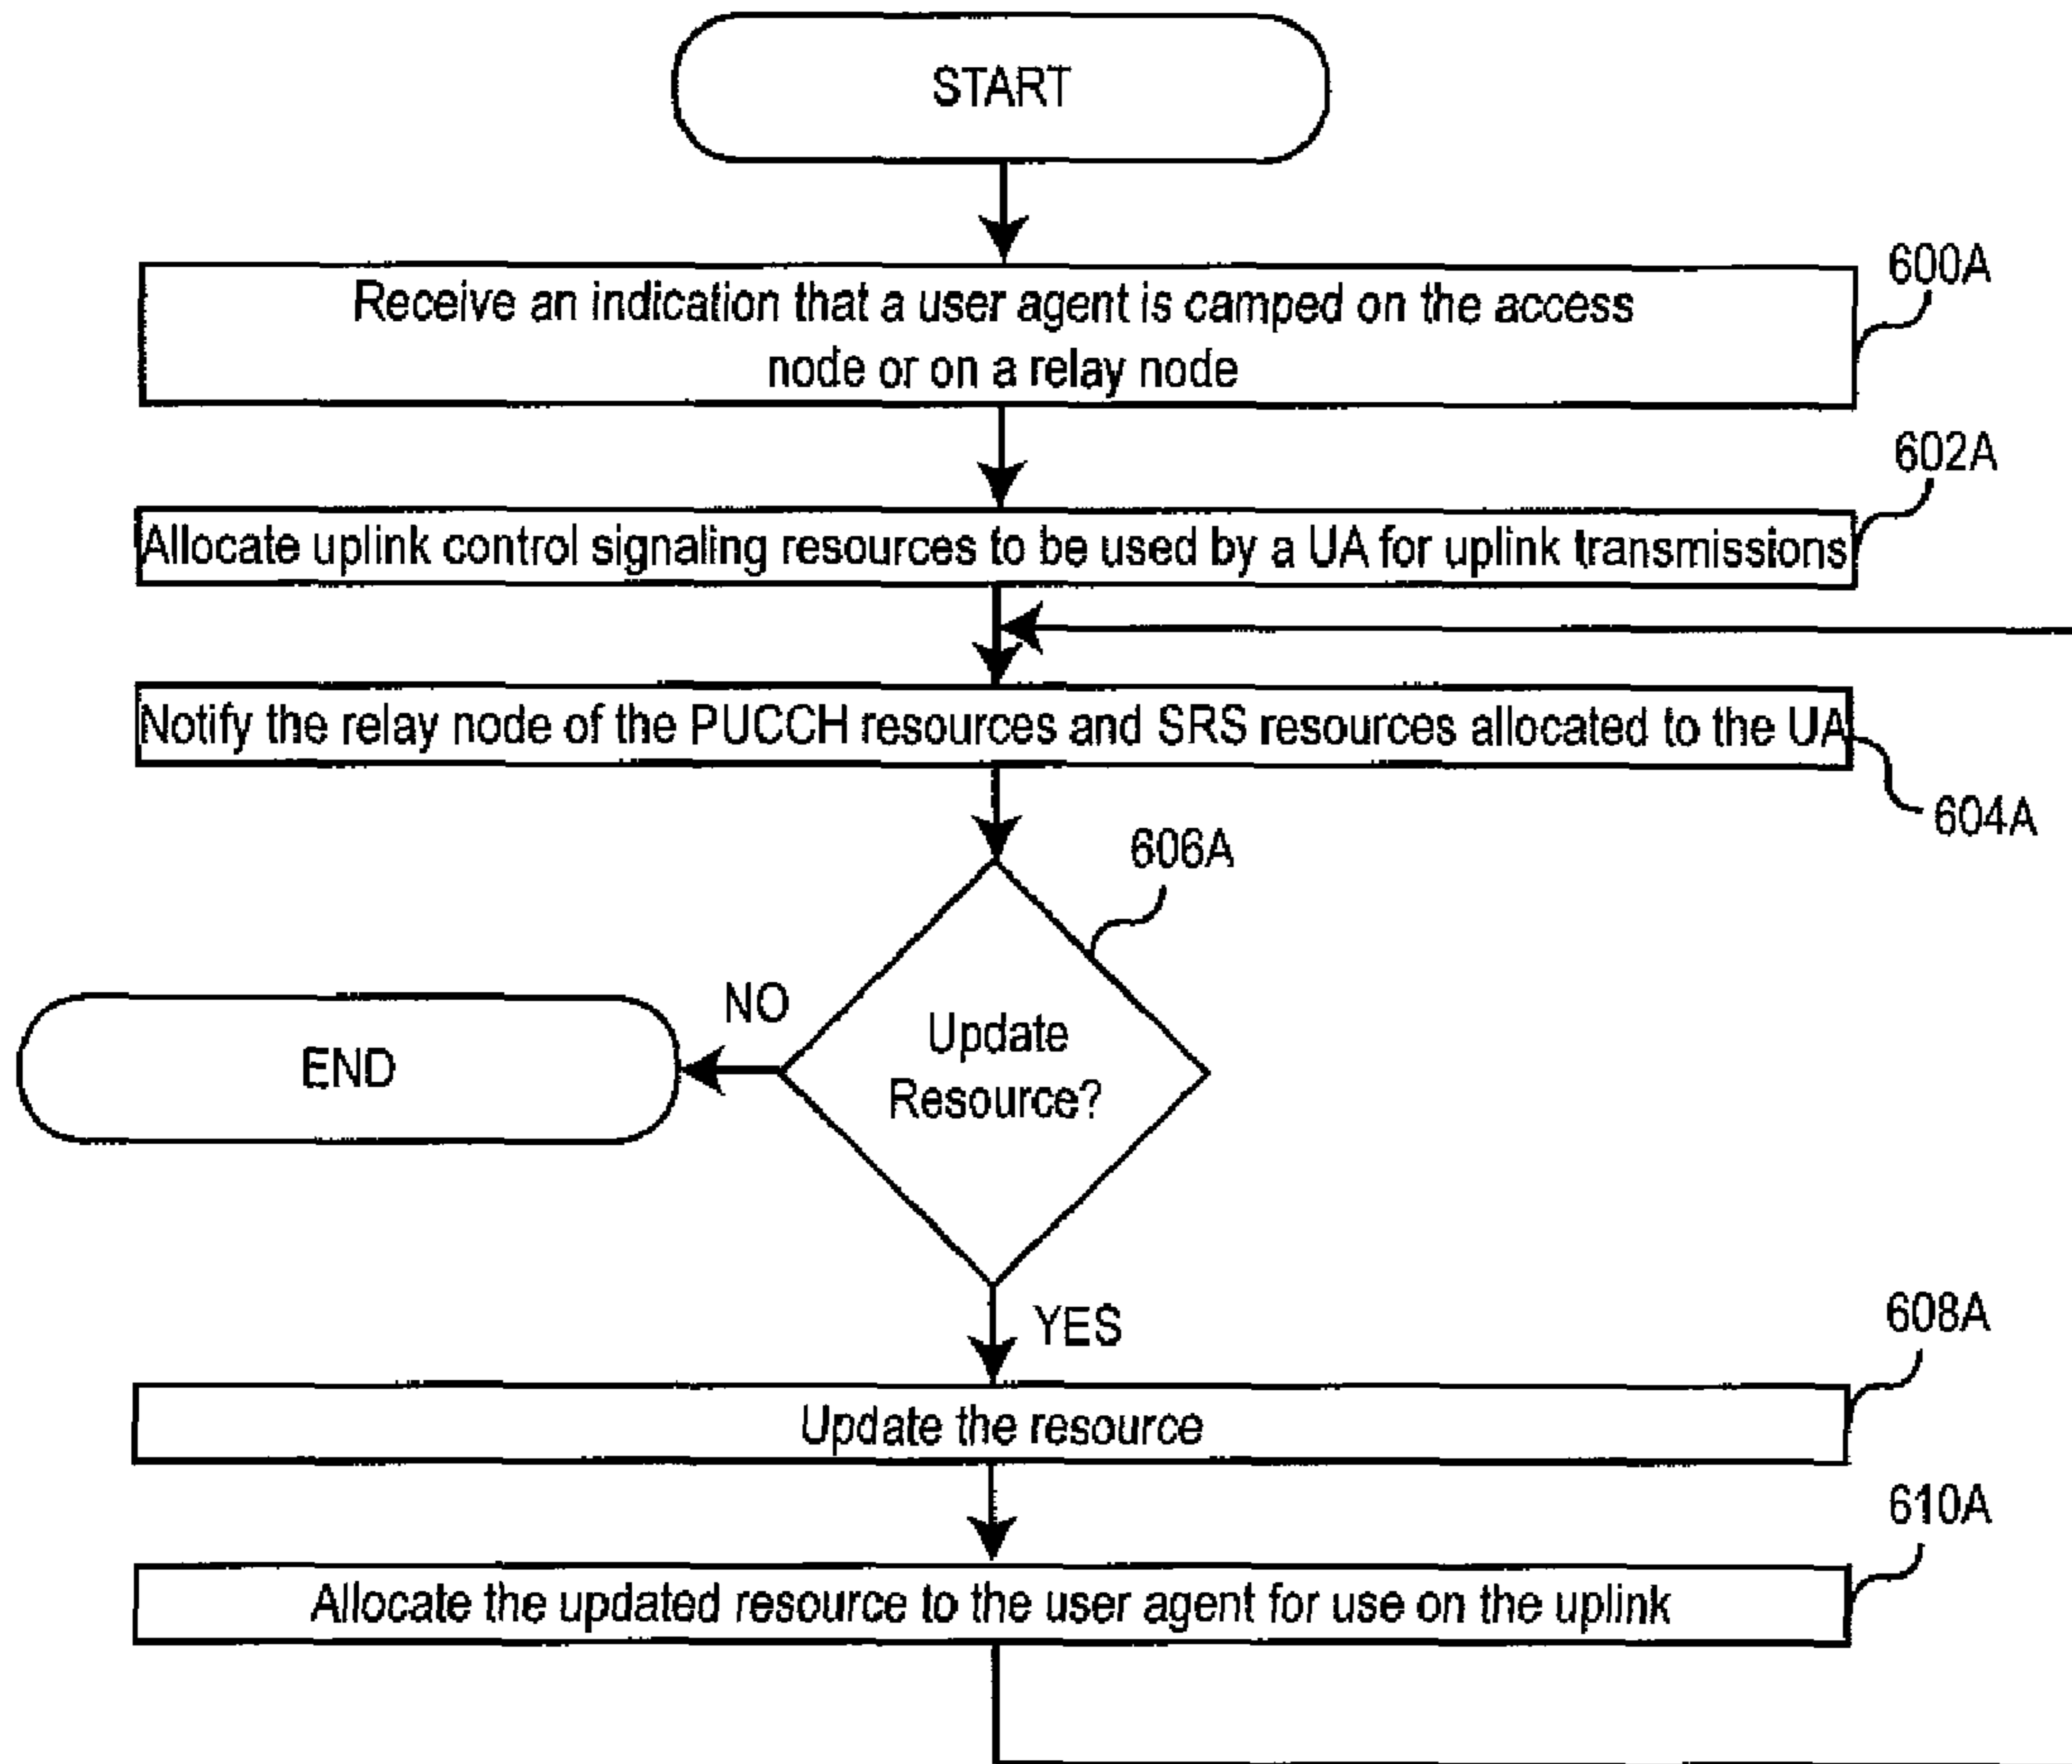 START
600A
Receive an indication that a user agent is camped on the access
node or on a relay node
602A
Allocate uplink control signaling resources to be used by a UA for uplink transmissions
Notify the relay node of the PUCCH resources and SRS resources allocated to the UA
604A
606A
NO
Update
Resource?
END
YES
608A
Update the resource
610A
Allocate the updated resource to the user agent for use on the uplink